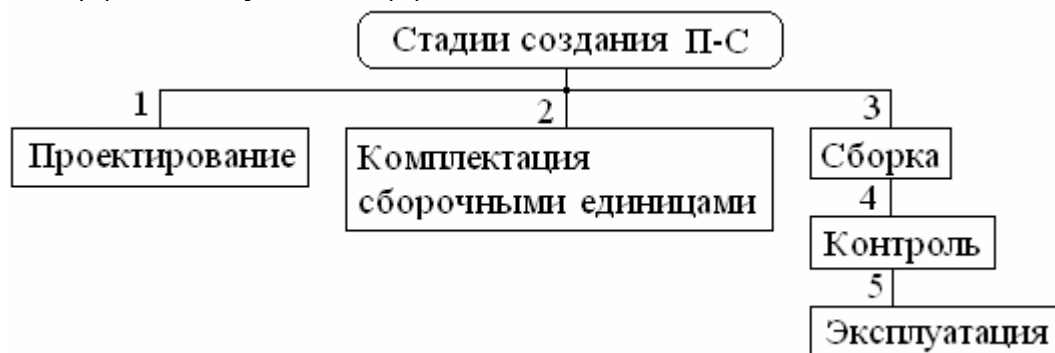 Стадии создания П-С
1
2
3
Проектирование
Комплектация
сборочными единицами
Сборка
4
Контроль
5
Эксплуатация